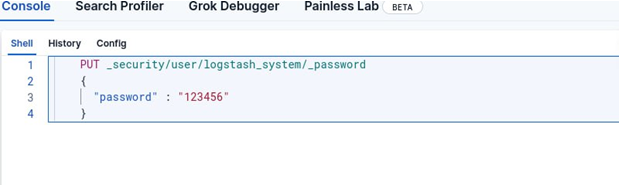 Console Search Profiler Grok Debugger Painless Lab BETA
Shell History Config
1 PUT _security/user/logstash_system/_password
2 {
3 "password" : "123456"
4 }